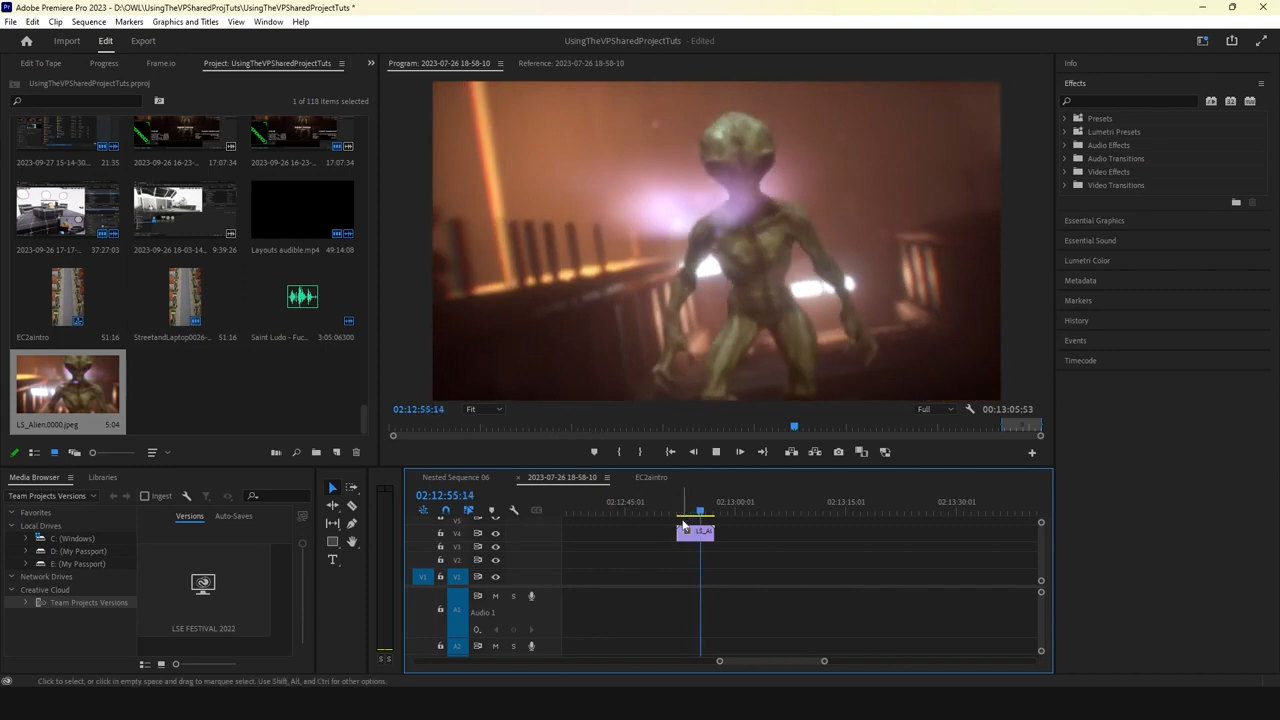 Adobe Premiere Pro 2023 - D:\OWL\UsingTheVPSharedProjTuts\UsingTheVPSharedProjectTuts *
File Edit Clip Sequence Markers Graphics and Titles View Window Help
Import Edit Export
UsingTheVPSharedProjectTuts - Edited
Edit To Tape Progress Frame.io Project: UsingTheVPSharedProjectTuts
UsingTheVPSharedProjectTuts.prproj
1 of 118 items selected
2023-09-27 15-14-30... 21:35
2023-09-26 16-23-... 17:07:34
2023-09-26 16-23-... 17:07:34
2023-09-26 17-17-... 37:27:03
2023-09-26 18-03-14... 9:39:26
Layouts audible.mp4 49:14:08
EC2aintro 51:16
StreetandLaptop0026-... 51:16
Saint Ludo - Fuc... 3:05:06300
LS_Alien.0000.jpeg 5:04
Program: 2023-07-26 18-58-10 Reference: 2023-07-26 18-58-10
02:12:55:14 Fit Full 00:13:05:53
Info
Effects
Presets
Lumetri Presets
Audio Effects
Audio Transitions
Video Effects
Video Transitions
Essential Graphics
Essential Sound
Lumetri Color
Metadata
Markers
History
Events
Timecode
Media Browser Libraries
Team Projects Versions Ingest
Favorites
Local Drives
C: (Windows)
D: (My Passport)
E: (My Passport)
Network Drives
Creative Cloud
Team Projects Versions
Versions Auto-Saves
LSE FESTIVAL 2022
S S
Nested Sequence 06 × 2023-07-26 18-58-10 EC2aintro
02:12:55:14
02:12:45:01 02:13:00:01 02:13:15:01 02:13:30:01
V5
V4 LS_Al
V3
V2
V1 V1
A1 M S
Audio 1
A2 M S
Click to select, or click in empty space and drag to marquee select. Use Shift, Alt, and Ctrl for other options.